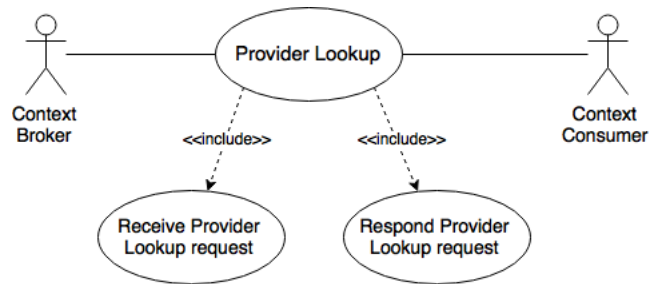 Provider Lookup
Context
Broker
Context
Consumer
<<include>>
<<include>>
Receive Provider
Lookup request
Respond Provider
Lookup request